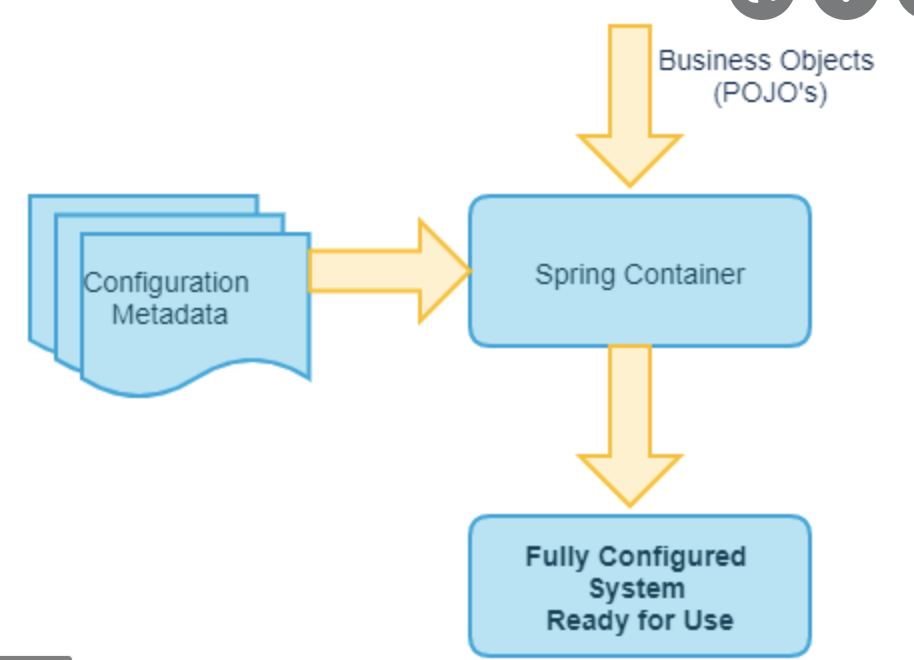 Business Objects
(POJO's)
Configuration
Metadata
Spring Container
Fully Configured
System
Ready for Use